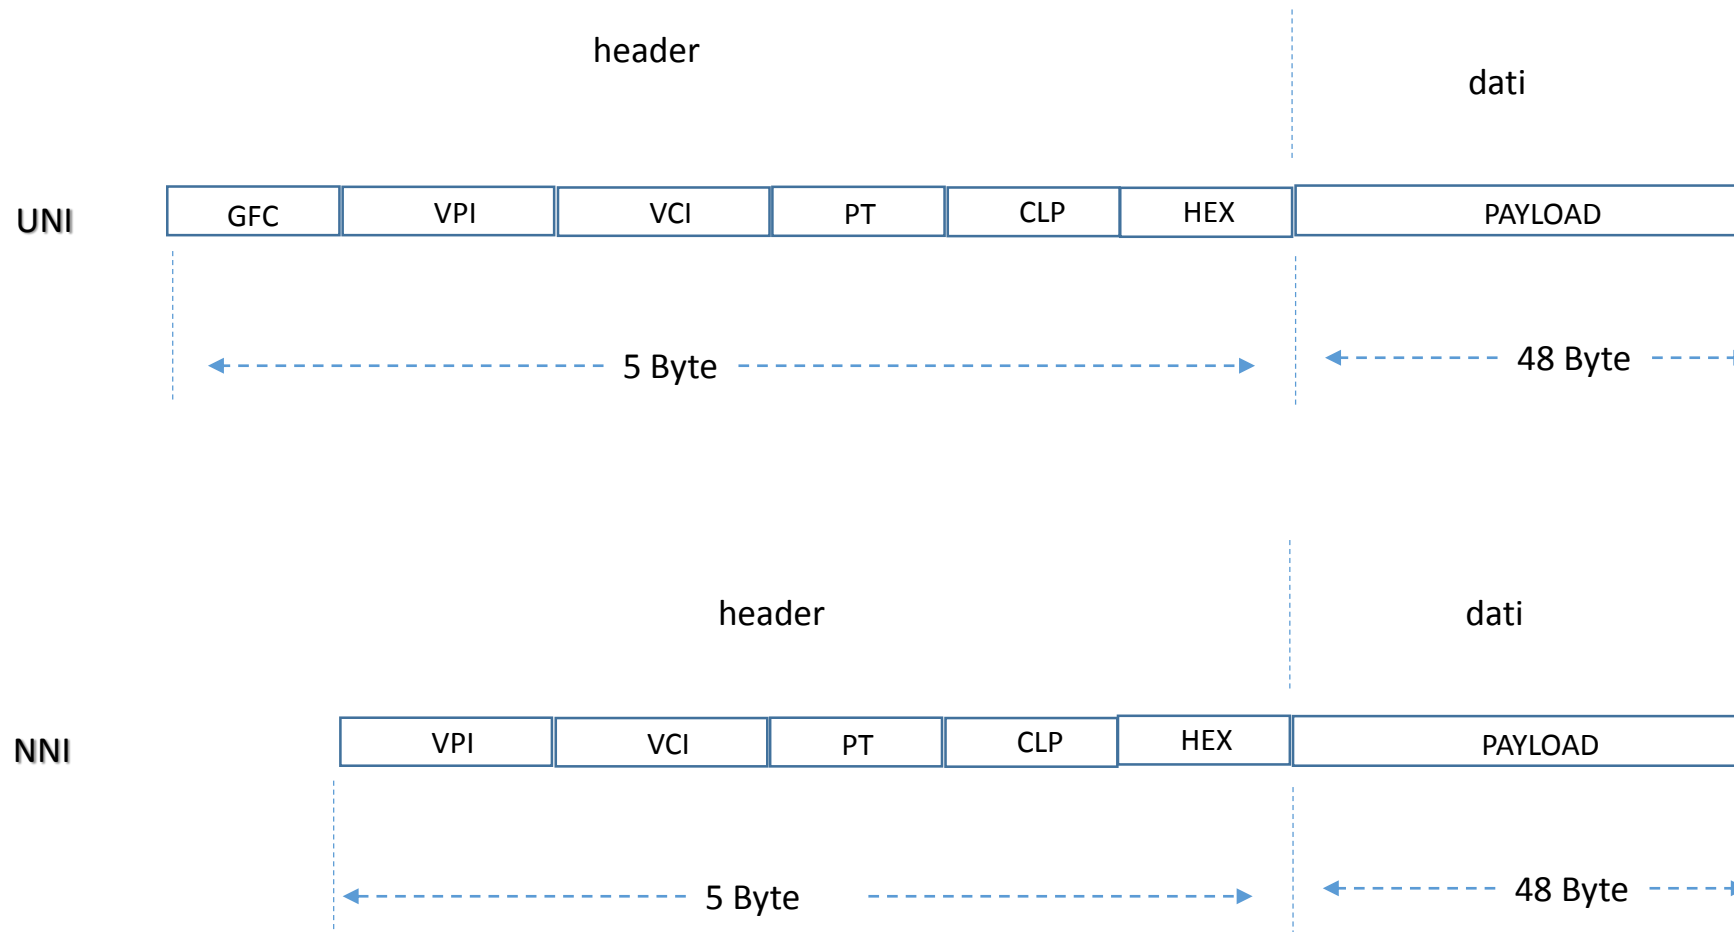 header
dati
UNI GFC VPI VCI PT CLP HEX PAYLOAD
5 Byte 48 Byte
header dati
NNI VPI VCI PT CLP HEX PAYLOAD
5 Byte 48 Byte